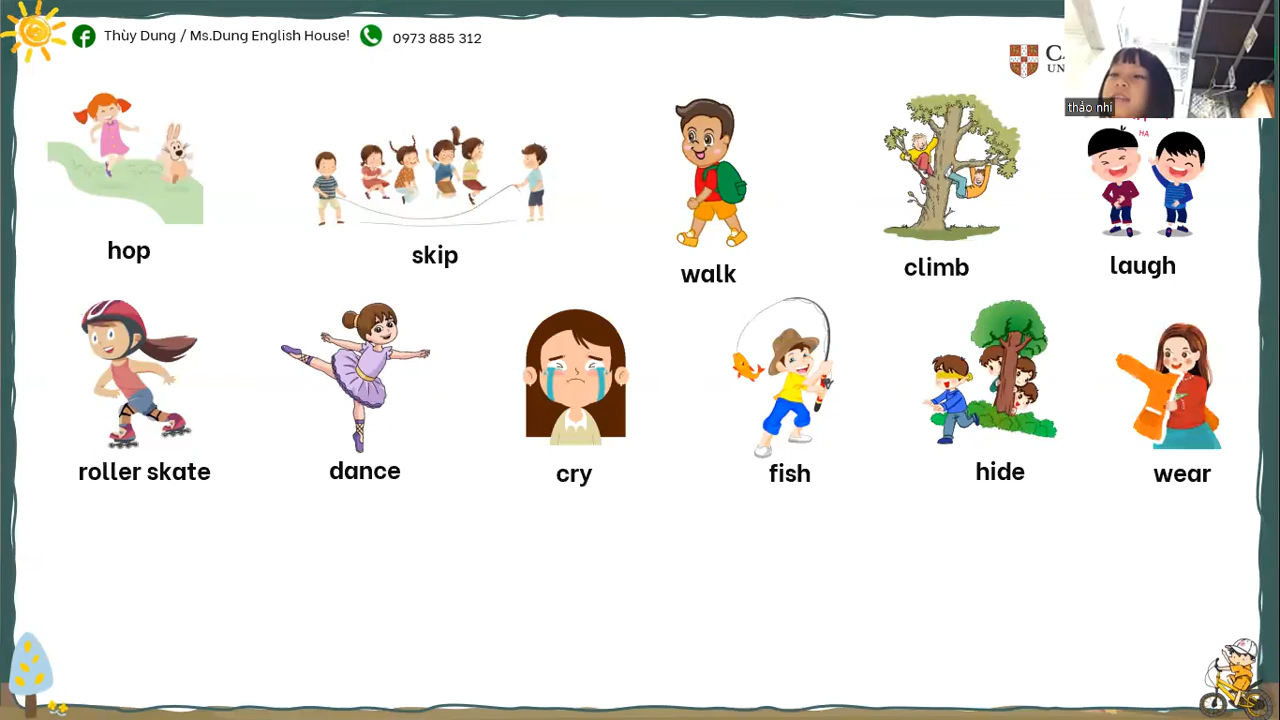 Thùy Dung / Ms.Dung English House!
0973 885 312
thảo nhi
HA
hop
skip
walk
climb
laugh
roller skate
dance
cry
fish
hide
wear